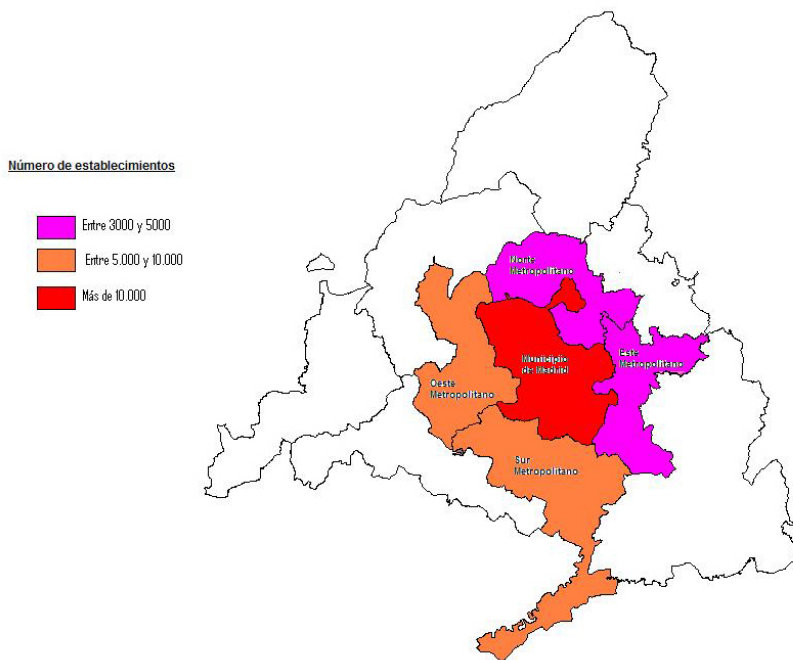 Número de establecimientos
Entre 3000 y 5000
Entre 5.000 y 10.000
Más de 10.000
Norte
Metropolitano
Municipio
de Madrid
Este
Metropolitano
Oeste
Metropolitano
Sur
Metropolitano